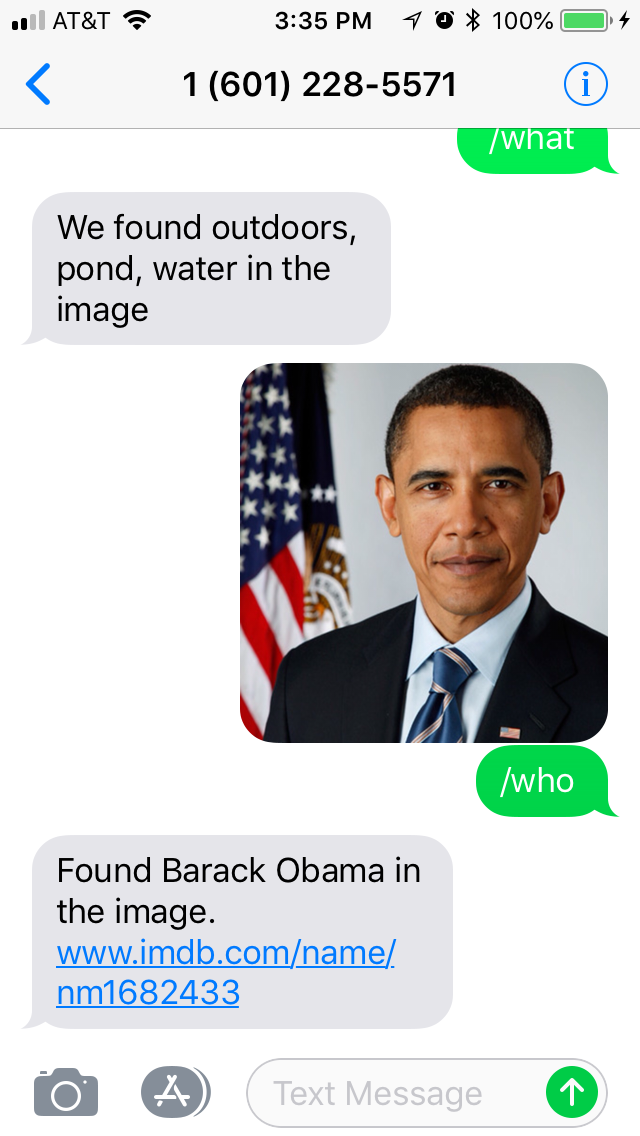 AT&T 3:35 PM 100%
1 (601) 228-5571
/what
We found outdoors,
pond, water in the
image
/who
Found Barack Obama in
the image.
www.imdb.com/name/
nm1682433
Text Message